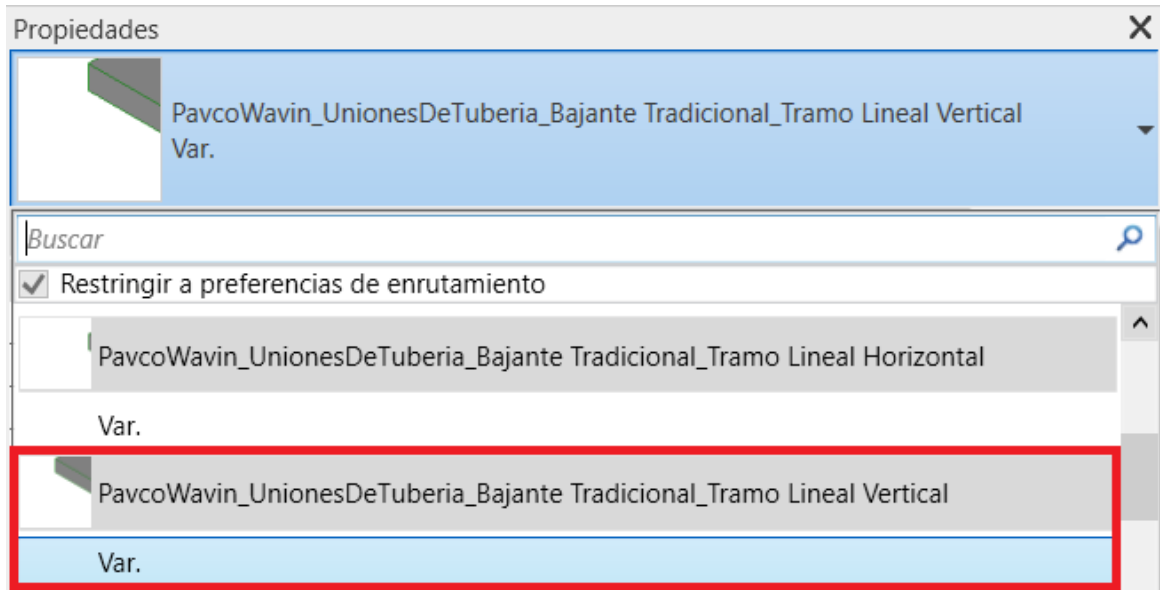 Propiedades
PavcoWavin_UnionesDeTuberia_Bajante Tradicional_Tramo Lineal Vertical
Var.
Buscar
Restringir a preferencias de enrutamiento
PavcoWavin_UnionesDeTuberia_Bajante Tradicional_Tramo Lineal Horizontal
Var.
PavcoWavin_UnionesDeTuberia_Bajante Tradicional_Tramo Lineal Vertical
Var.